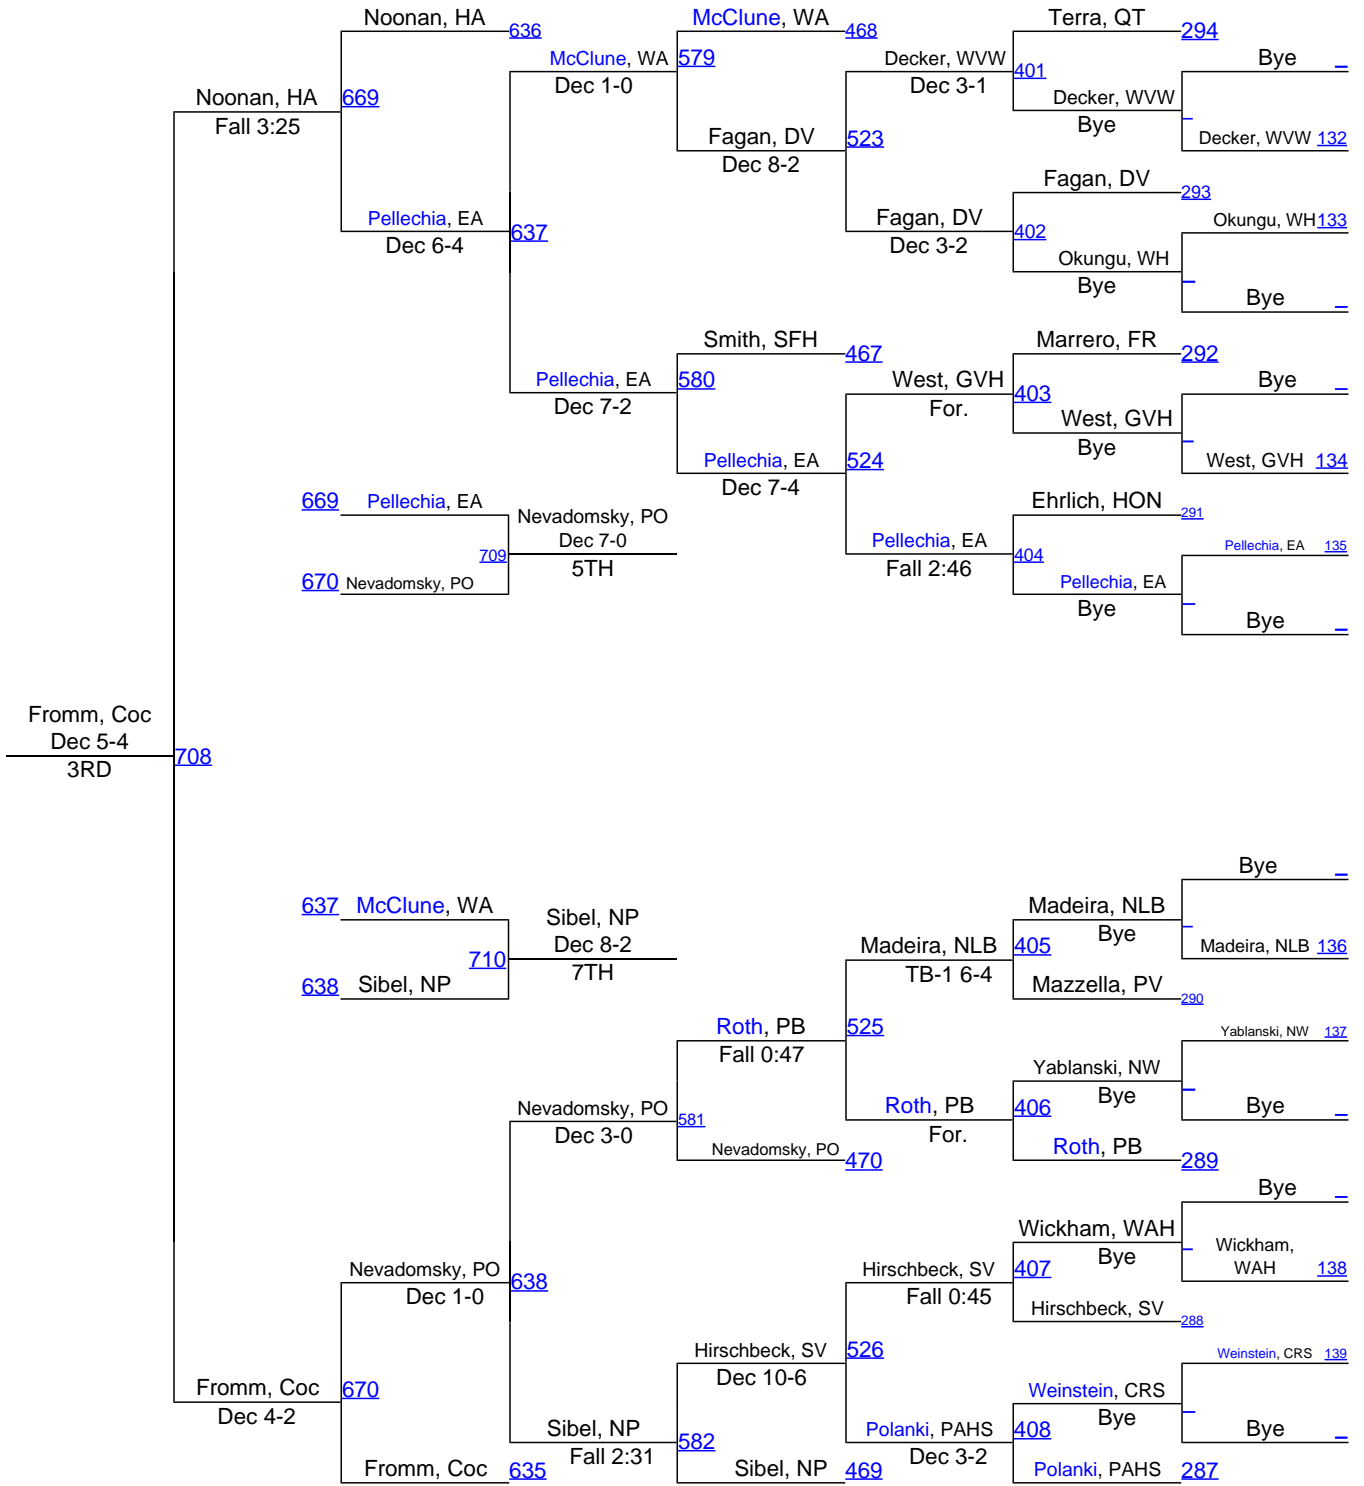 Noonan, HA
636
McClune, WA
468
Terra, QT
294
McClune, WA
579
Dec 1-0
Decker, WVW
401
Dec 3-1
Bye
Noonan, HA
669
Fall 3:25
Decker, WVW
Bye
Fagan, DV
523
Dec 8-2
Decker, WVW 132
Fagan, DV
293
Pellechia, EA
637
Dec 6-4
Fagan, DV
402
Dec 3-2
Okungu, WH 133
Okungu, WH
Bye
Bye
Smith, SFH
467
Marrero, FR
292
Pellechia, EA
580
Dec 7-2
West, GVH
403
For.
Bye
West, GVH
Bye
Pellechia, EA
524
Dec 7-4
West, GVH 134
669 Pellechia, EA
Ehrlich, HON
291
Nevadomsky, PO
Dec 7-0
709
5TH
Pellechia, EA
404
Fall 2:46
Pellechia, EA 135
670 Nevadomsky, PO
Pellechia, EA
Bye
Bye
Fromm, Coc
Dec 5-4
708
3RD
Bye
637 McClune, WA
Madeira, NLB
Bye
Sibel, NP
Dec 8-2
710
7TH
Madeira, NLB
405
TB-1 6-4
Madeira, NLB 136
638 Sibel, NP
Mazzella, PV
290
Roth, PB
525
Fall 0:47
Yablanski, NW 137
Yablanski, NW
Bye
Nevadomsky, PO
581
Dec 3-0
Roth, PB
406
For.
Bye
Nevadomsky, PO
470
Roth, PB
289
Bye
Wickham, WAH
Bye
Nevadomsky, PO
638
Dec 1-0
Hirschbeck, SV
407
Fall 0:45
Wickham,
WAH
138
Hirschbeck, SV
288
Hirschbeck, SV
526
Dec 10-6
Weinstein, CRS 139
Fromm, Coc
670
Dec 4-2
Weinstein, CRS
Bye
Sibel, NP
582
Fall 2:31
Polanki, PAHS
408
Dec 3-2
Bye
Fromm, Coc
635
Sibel, NP
469
Polanki, PAHS
287